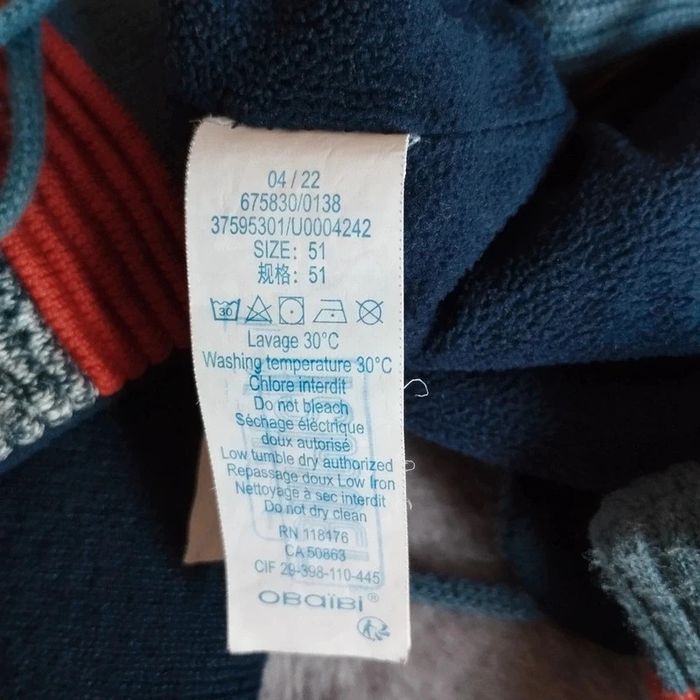 04 / 22
675830/0138
37595301/U0004242
SIZE: 51
规格: 51
30
Lavage 30°C
Washing temperature 30°C
Chlore interdit
Do not bleach
Séchage électrique
doux autorisé
Low tumble dry authorized
Repassage doux Low Iron
Nettoyage à sec interdit
Do not dry clean
RN 118476
CA 50863
CIF 29-398-110-445
OBaïBi®